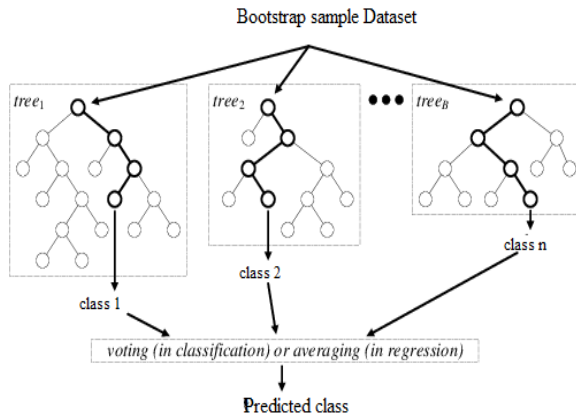 Bootstrap sample Dataset
tree1
tree2
treeB
class n
class 2
class 1
voting (in classification) or averaging (in regression)
Predicted class